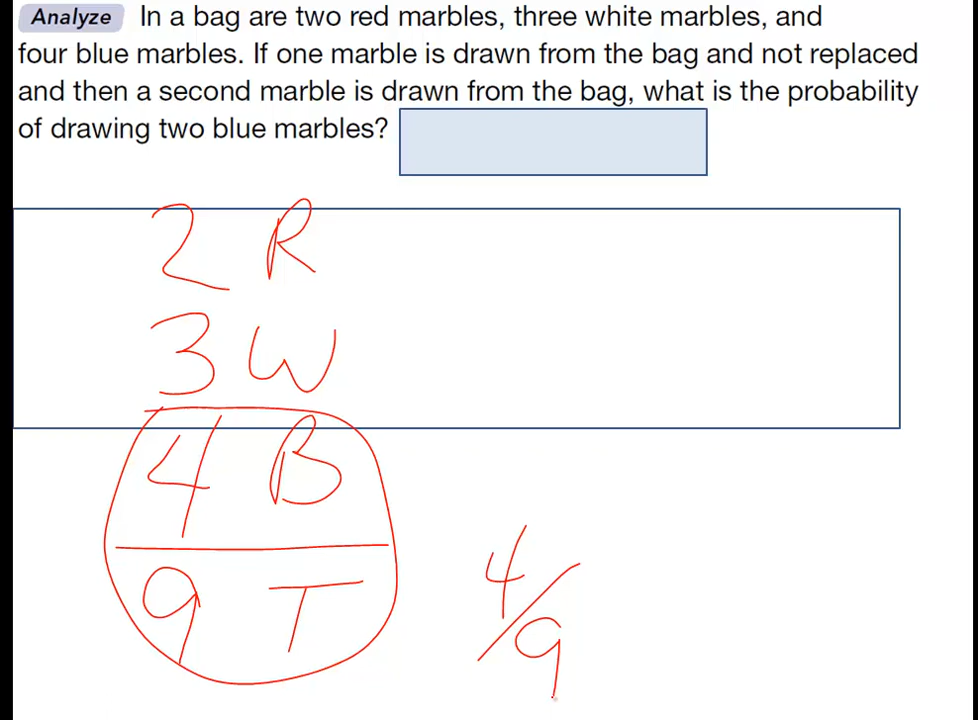 Analyze In a bag are two red marbles, three white marbles, and
four blue marbles. If one marble is drawn from the bag and not replaced
and then a second marble is drawn from the bag, what is the probability
of drawing two blue marbles?
2 R
3 W
4 B
9 T
4/9